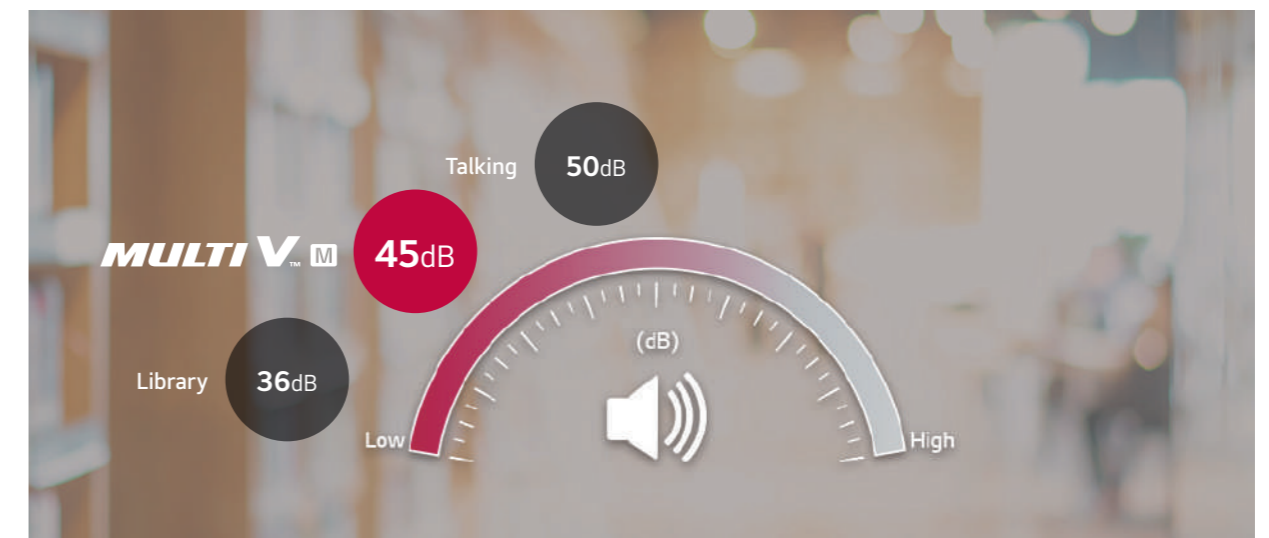 Talking
50dB
MULTI V™ M
45dB
Library
36dB
(dB)
Low
High